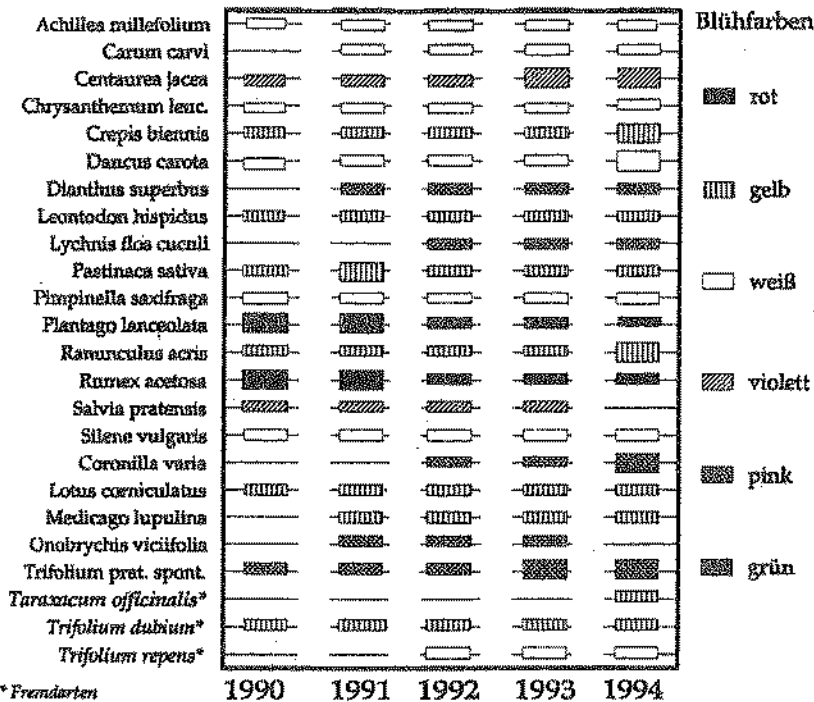 Achillea millefolium
Carum carvi
Centaurea jacea
Chrysanthemum leuc.
Crepis biennis
Daucus carota
Dianthus superbus
Leontodon hispidus
Lychnis flos cuculi
Pastinaca sativa
Pimpinella saxifraga
Plantago lanceolata
Ranunculus acris
Rumex acetosa
Salvia pratensis
Silene vulgaris
Coronilla varia
Lotus corniculatus
Medicago lupulina
Onobrychis viciifolia
Trifolium prat. spont.
Taraxacum officinalis*
Trifolium dubium*
Trifolium repens*
* Fremdarten
1990 1991 1992 1993 1994
Blühfarben
rot
gelb
weiß
violett
pink
grün